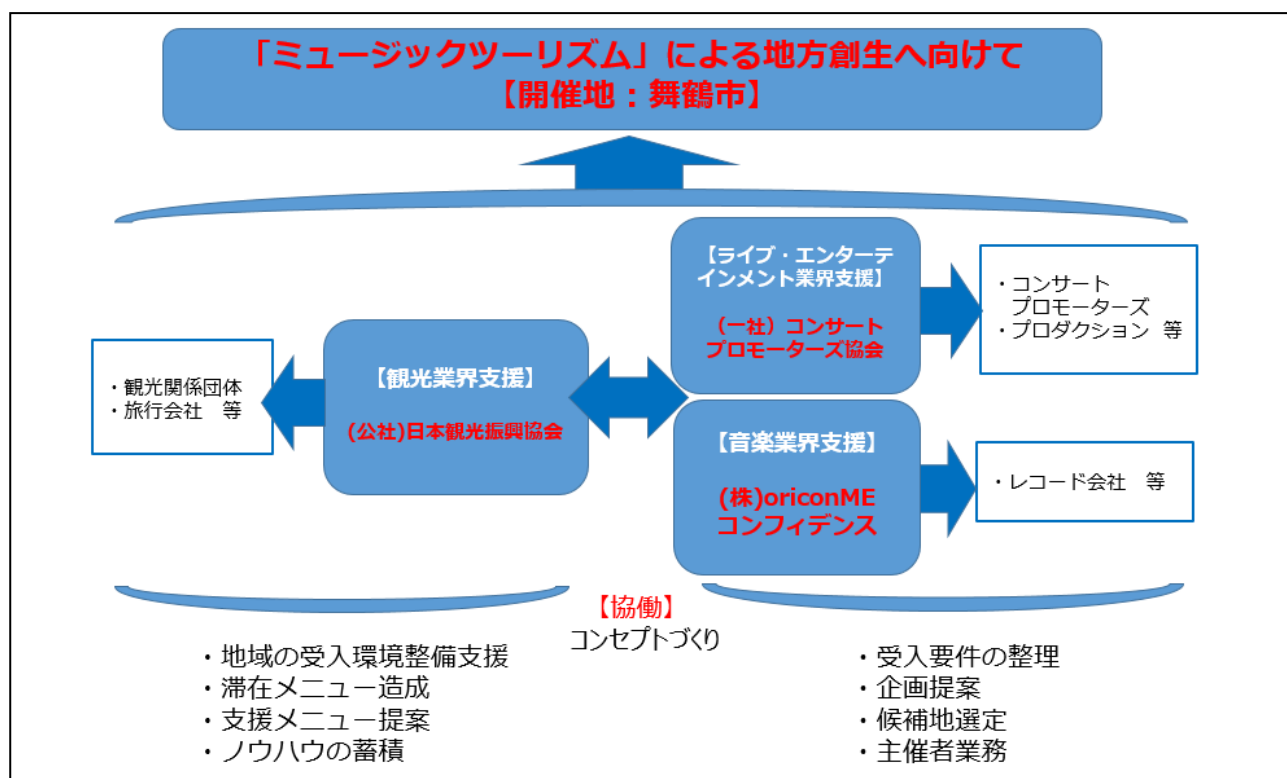 「ミュージックツーリズム」による地方創生へ向けて
【開催地：舞鶴市】
【ライブ・エンターテ
インメント業界支援】
（一社）コンサート
プロモーターズ協会
・コンサート
プロモーターズ
・プロダクション 等
・観光関係団体
・旅行会社 等
【観光業界支援】
(公社)日本観光振興協会
【音楽業界支援】
(株)oriconME
コンフィデンス
・レコード会社 等
【協働】
コンセプトづくり
・地域の受入環境整備支援
・滞在メニュー造成
・支援メニュー提案
・ノウハウの蓄積
・受入要件の整理
・企画提案
・候補地選定
・主催者業務